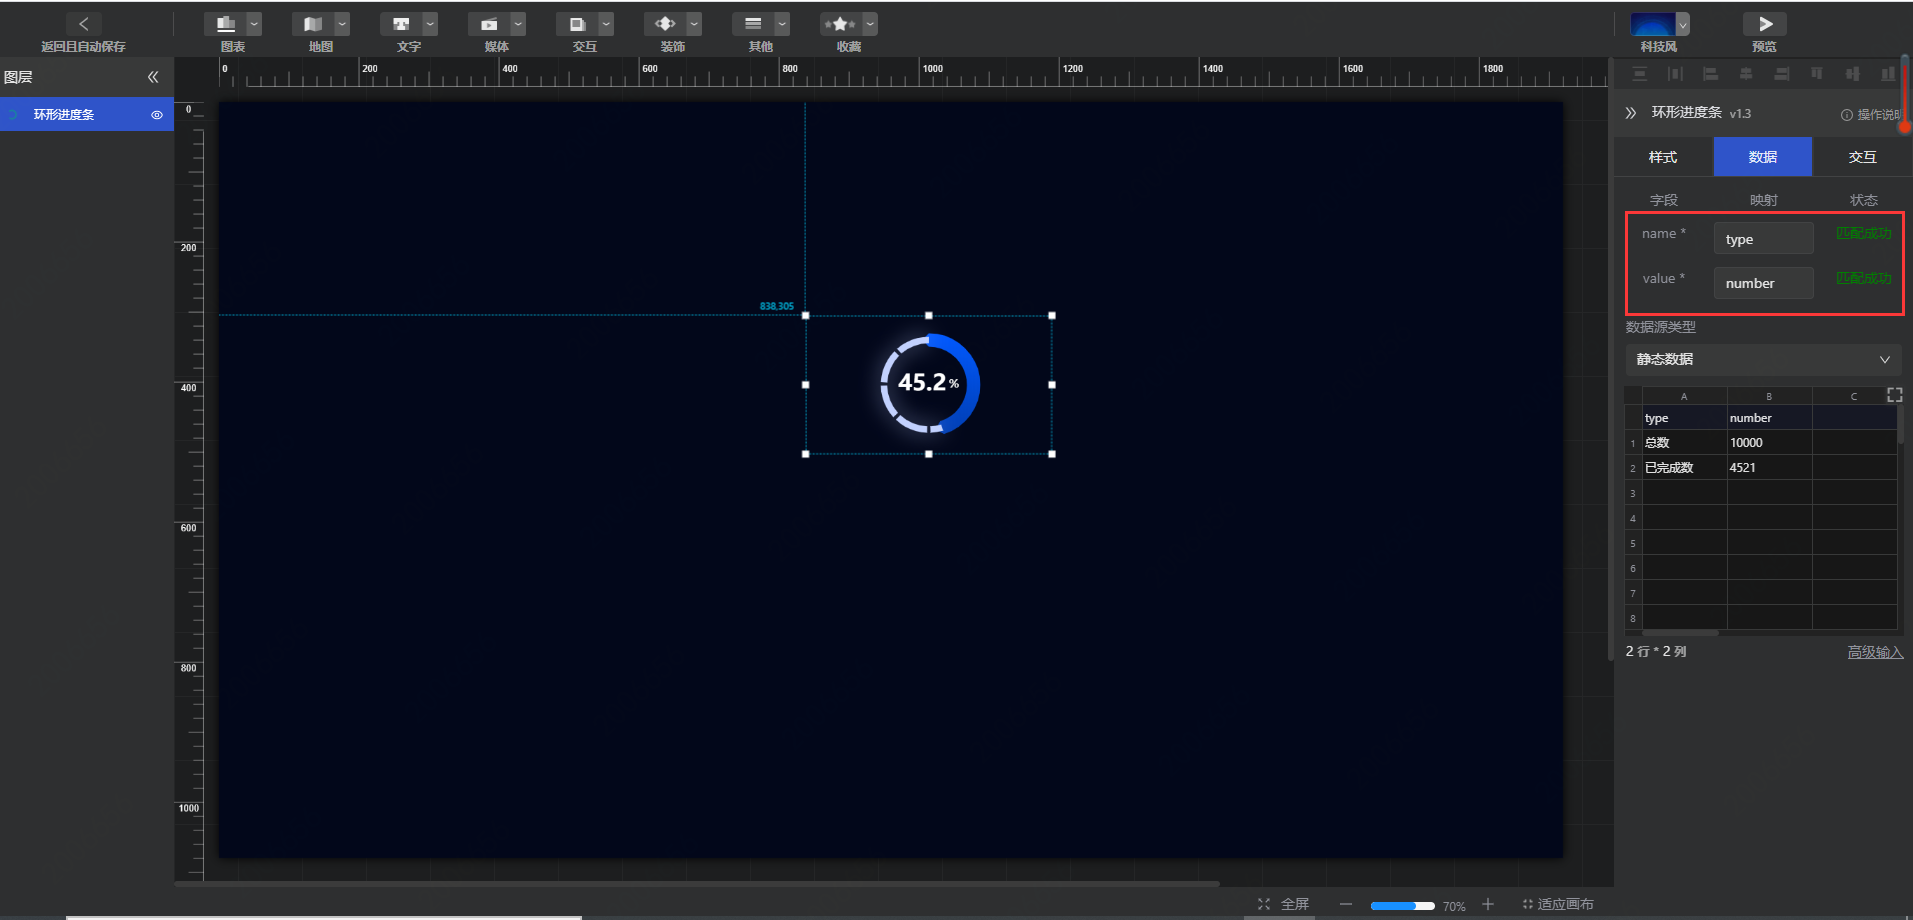 返回且自动保存
图表
地图
文字
媒体
交互
装饰
其他
收藏
科技风
预览
图层
环形进度条
0
200
400
600
800
1000
1200
1400
1600
1800
0
200
400
600
800
1000
838,305
45.2%
环形进度条 v1.3
操作说明
样式 数据 交互
字段 映射 状态
name * type 匹配成功
value * number 匹配成功
数据源类型
静态数据
A B C
type number
1 总数 10000
2 已完成数 4521
3
4
5
6
7
8
2 行 * 2 列
高级输入
全屏
70%
适应画布